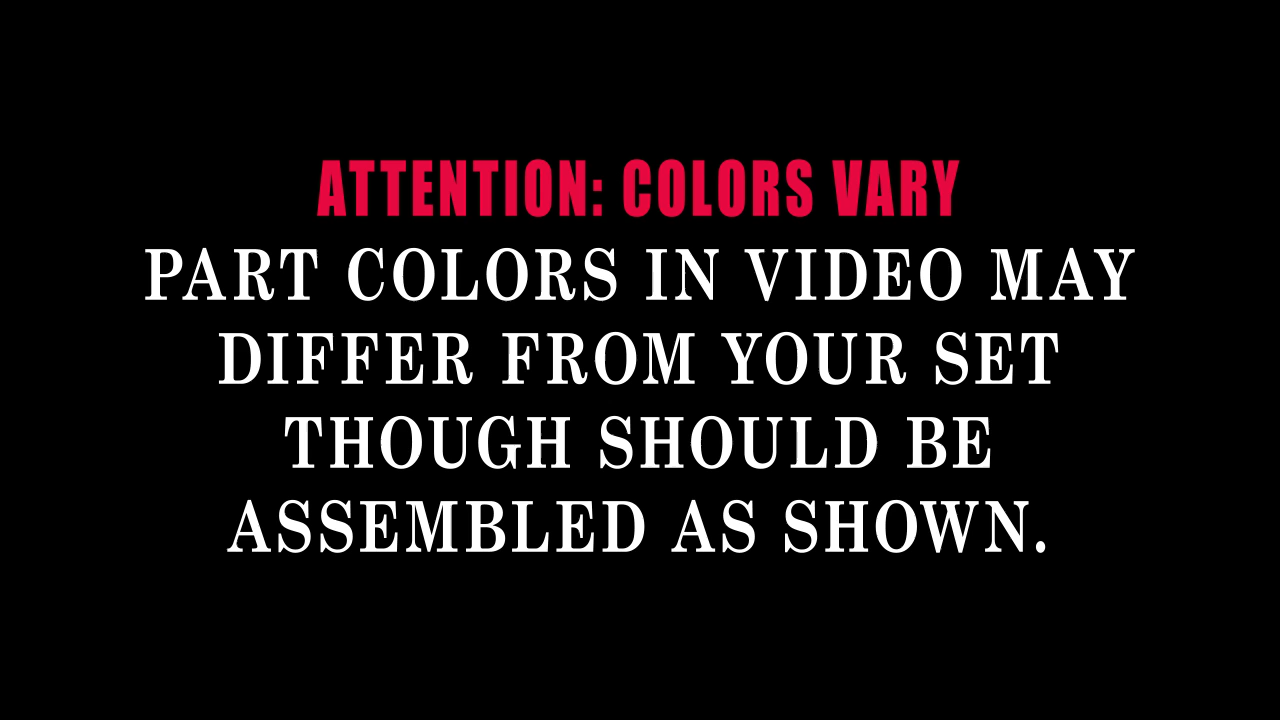 ATTENTION: COLORS VARY
PART COLORS IN VIDEO MAY
DIFFER FROM YOUR SET
THOUGH SHOULD BE
ASSEMBLED AS SHOWN.